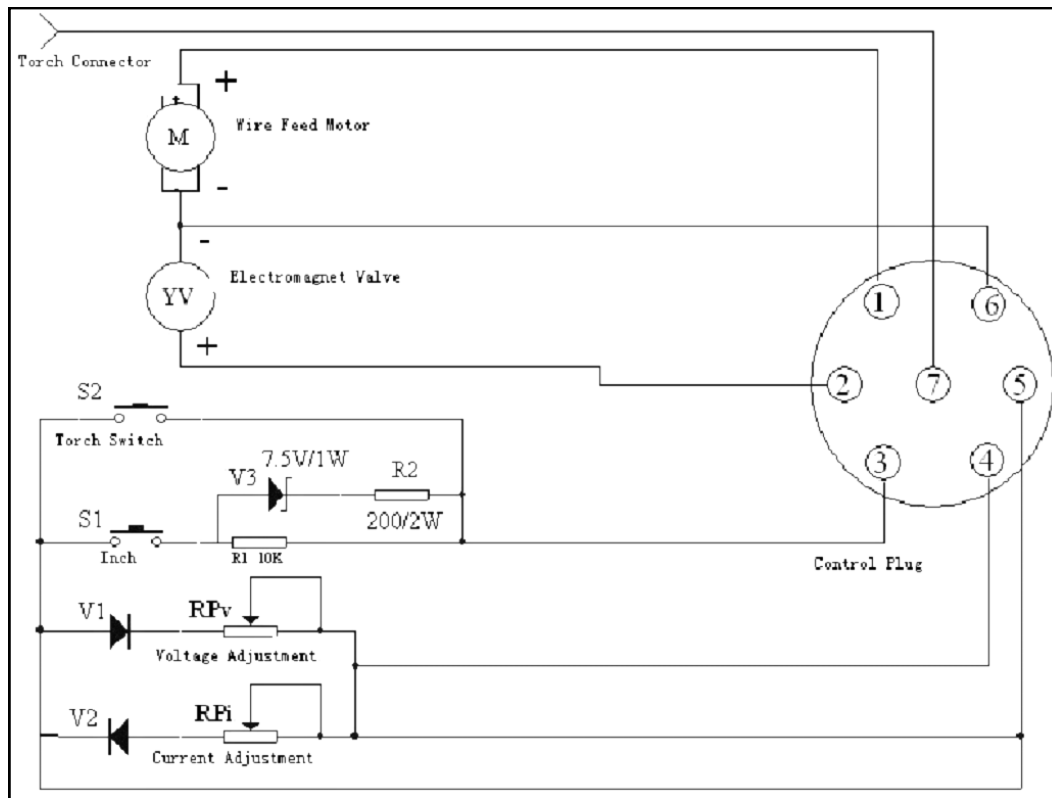 Torch Connector
+
M
Wire Feed Motor
-
-
Electromagnet Valve
YV
+
1
6
2
7
5
3
4
S2
Torch Switch
7.5V/1W
V3
R2
200/2W
S1
Inch
R1 10K
Control Plug
V1
RPv
Voltage Adjustment
V2
RPi
Current Adjustment